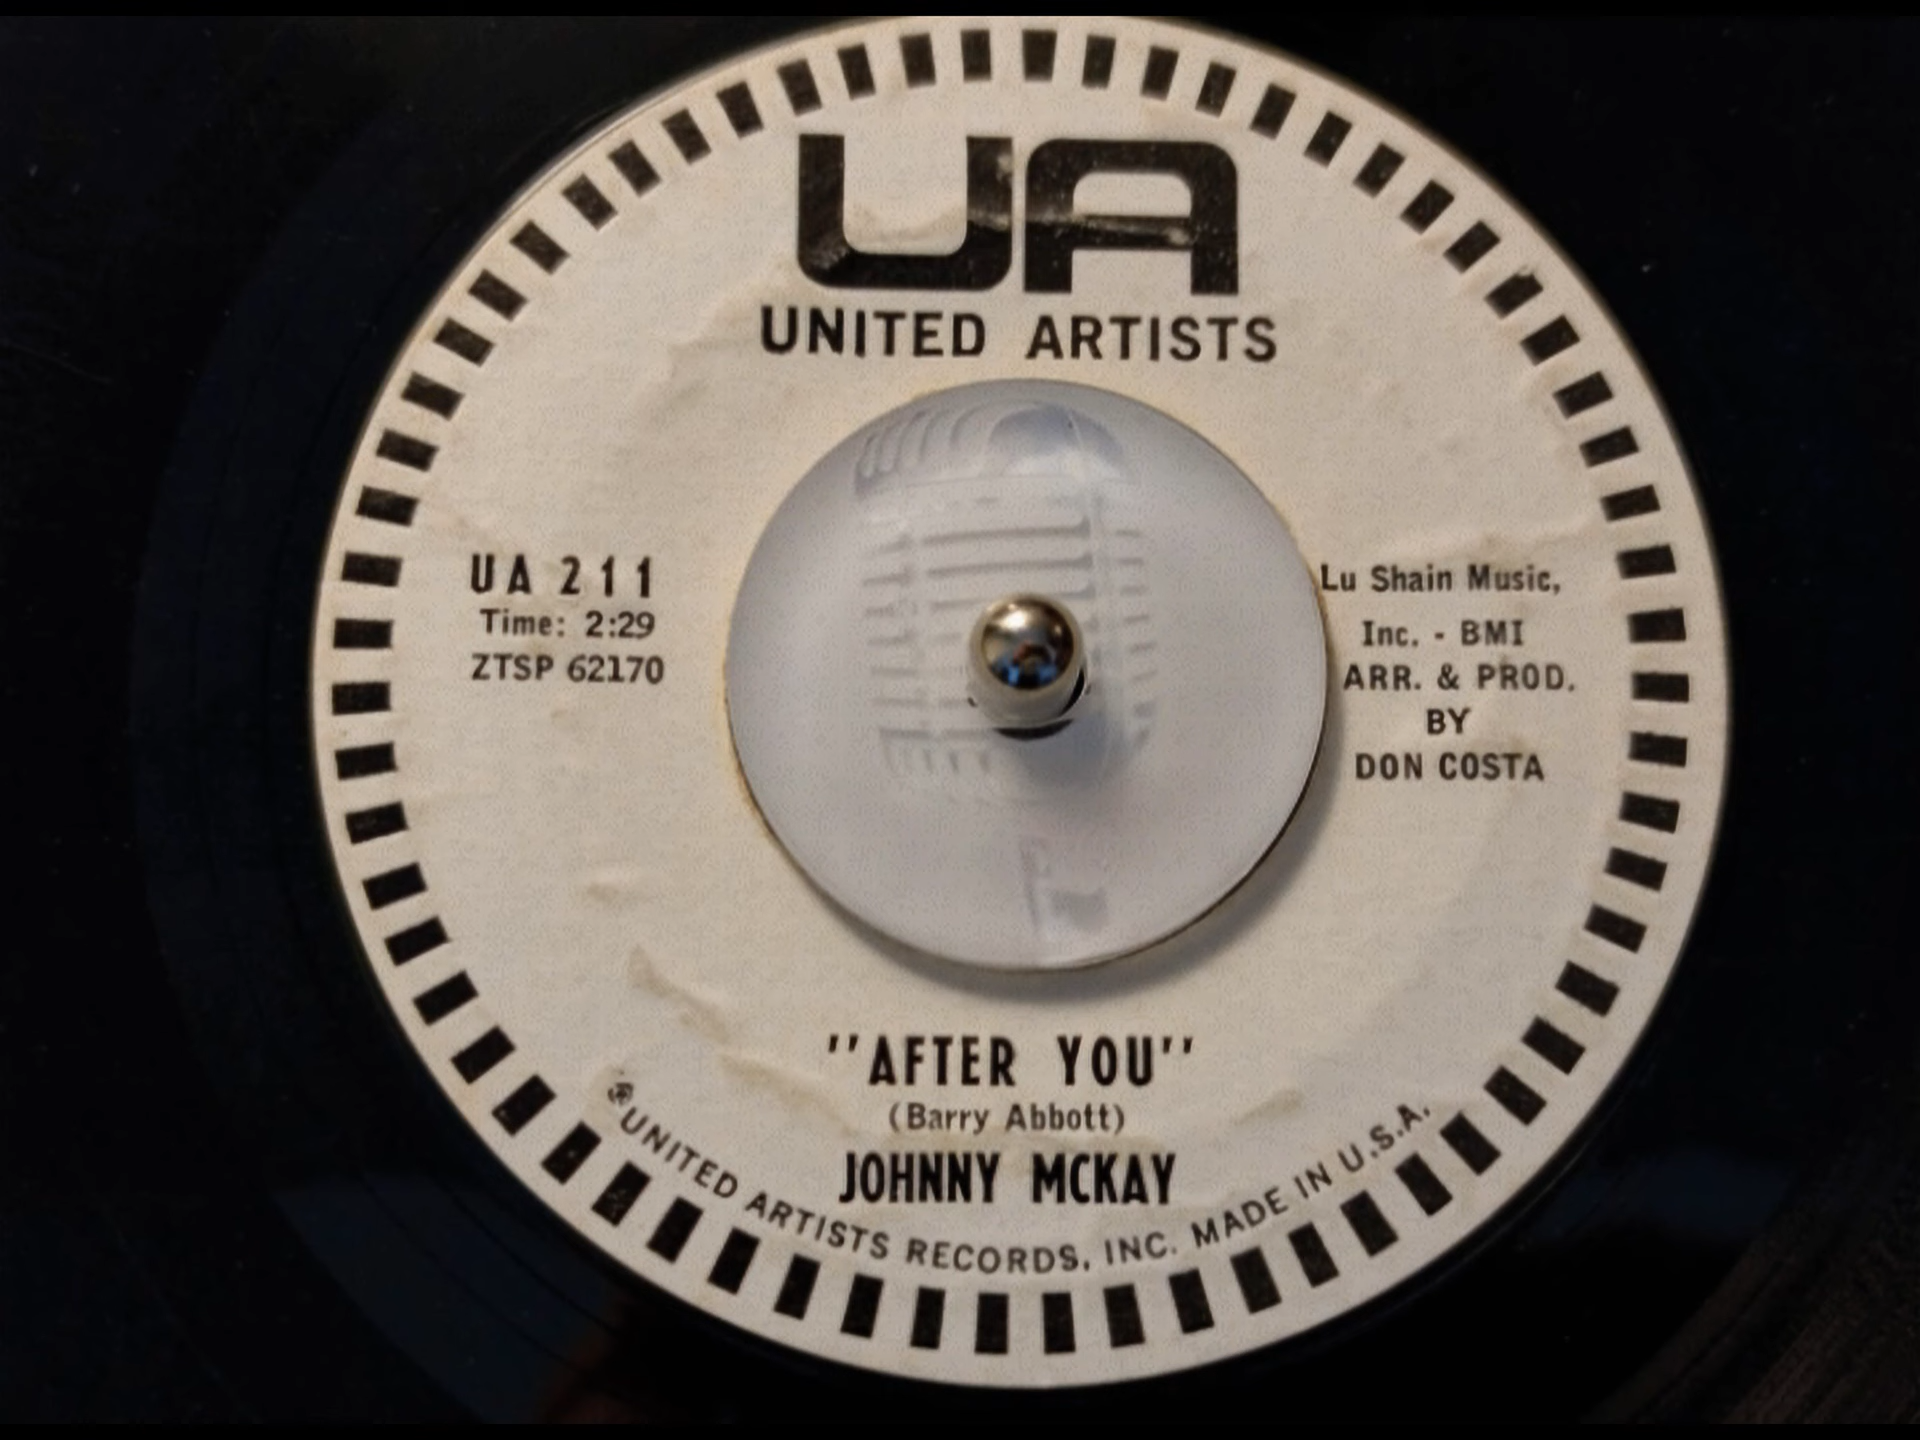 UA
UNITED ARTISTS
UA 211
Time: 2:29
ZTSP 62170
Lu Shain Music,
Inc. - BMI
ARR. & PROD.
BY
DON COSTA
"AFTER YOU"
(Barry Abbott)
JOHNNY MCKAY
®UNITED ARTISTS RECORDS, INC. MADE IN U.S.A.